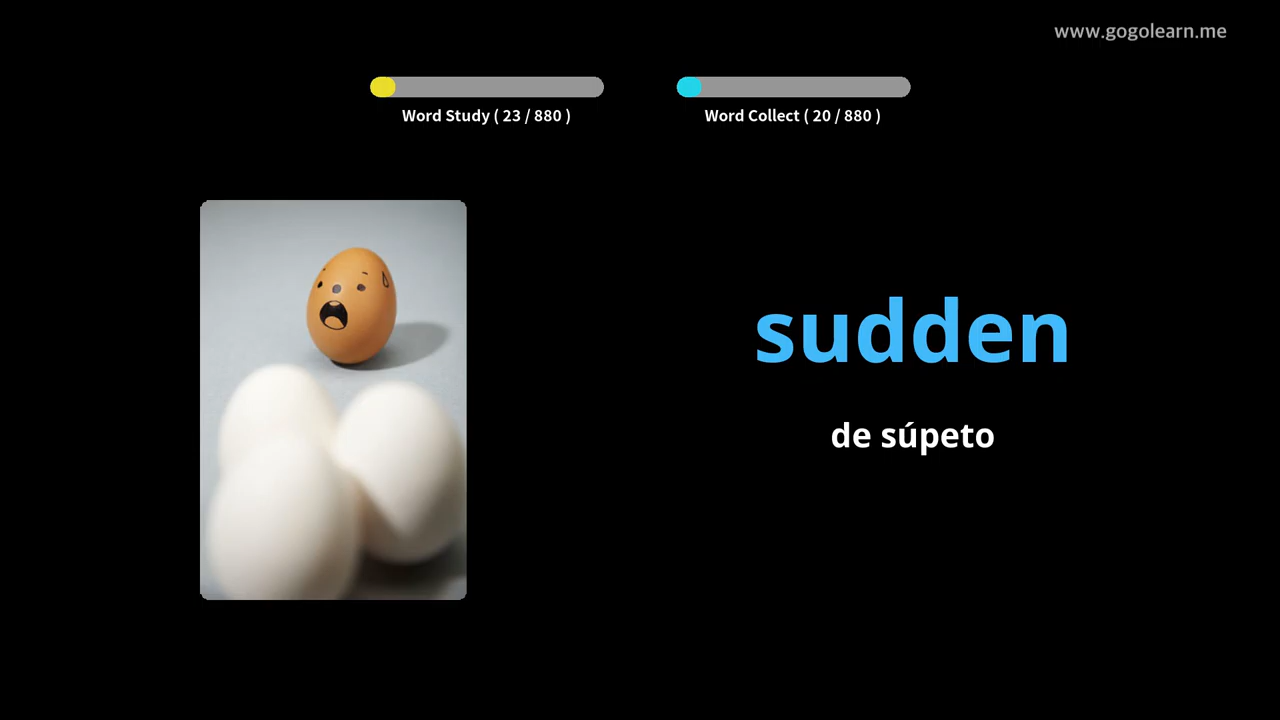 www.gogolearn.me
Word Study ( 23 / 880 )
Word Collect ( 20 / 880 )
sudden
de súpeto